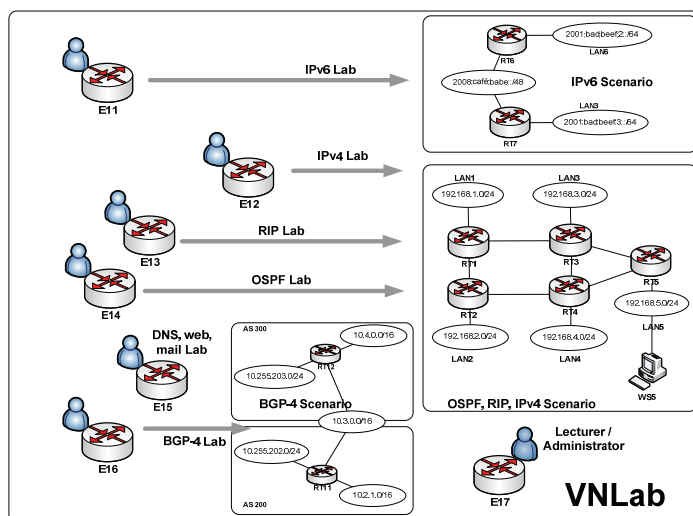 2001:bad:beef:2::/64
RT6
LAN6
IPv6 Lab
2008:café:babe::/48
IPv6 Scenario
E11
LAN3
2001:bad:beef:3::/64
RT7
IPv4 Lab
E12
LAN1
LAN3
192.168.1.0/24
192.168.3.0/24
RIP Lab
E13
RT1
RT3
RT5
OSPF Lab
E14
RT2
RT4
192.168.5.0/24
192.168.2.0/24
192.168.4.0/24
LAN5
LAN2
LAN4
WS5
OSPF, RIP, IPv4 Scenario
DNS, web,
mail Lab
E15
AS 300
10.4.0.0/16
10.255.203.0/24
RT12
BGP-4 Scenario
10.3.0.0/16
BGP-4 Lab
E16
10.255.202.0/24
RT11
10.2.1.0/16
AS 200
Lecturer /
Administrator
E17
VNLab